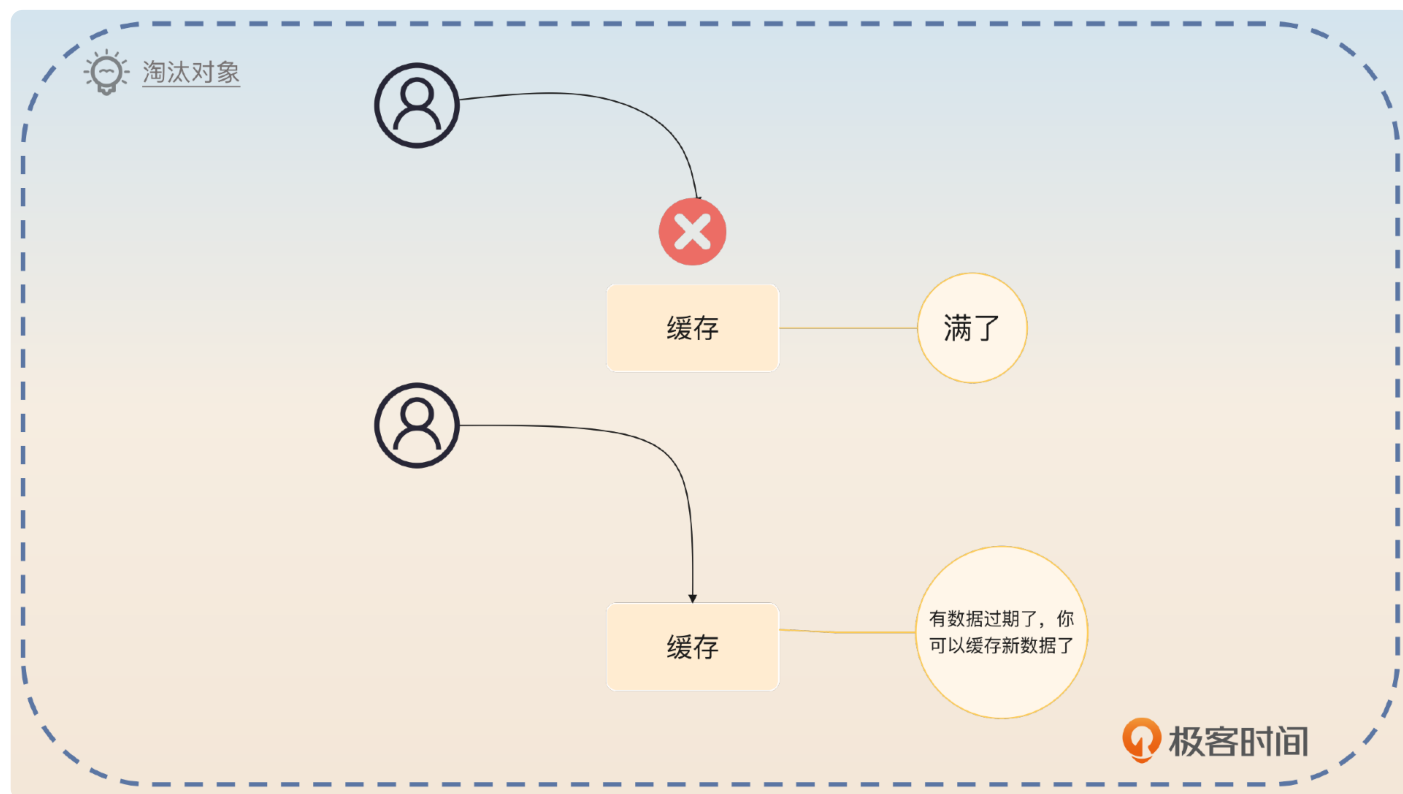 淘汰对象
缓存
满了
缓存
有数据过期了，你
可以缓存新数据了
极客时间